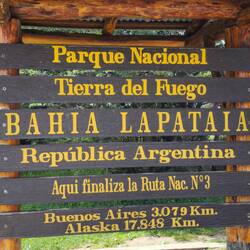 Parque Nacional
Tierra del Fuego
BAHIA LAPATAIA
República Argentina
Aqui finaliza la Ruta Nac. Nº3
Buenos Aires 3.079 Km.
Alaska 17.848 Km.